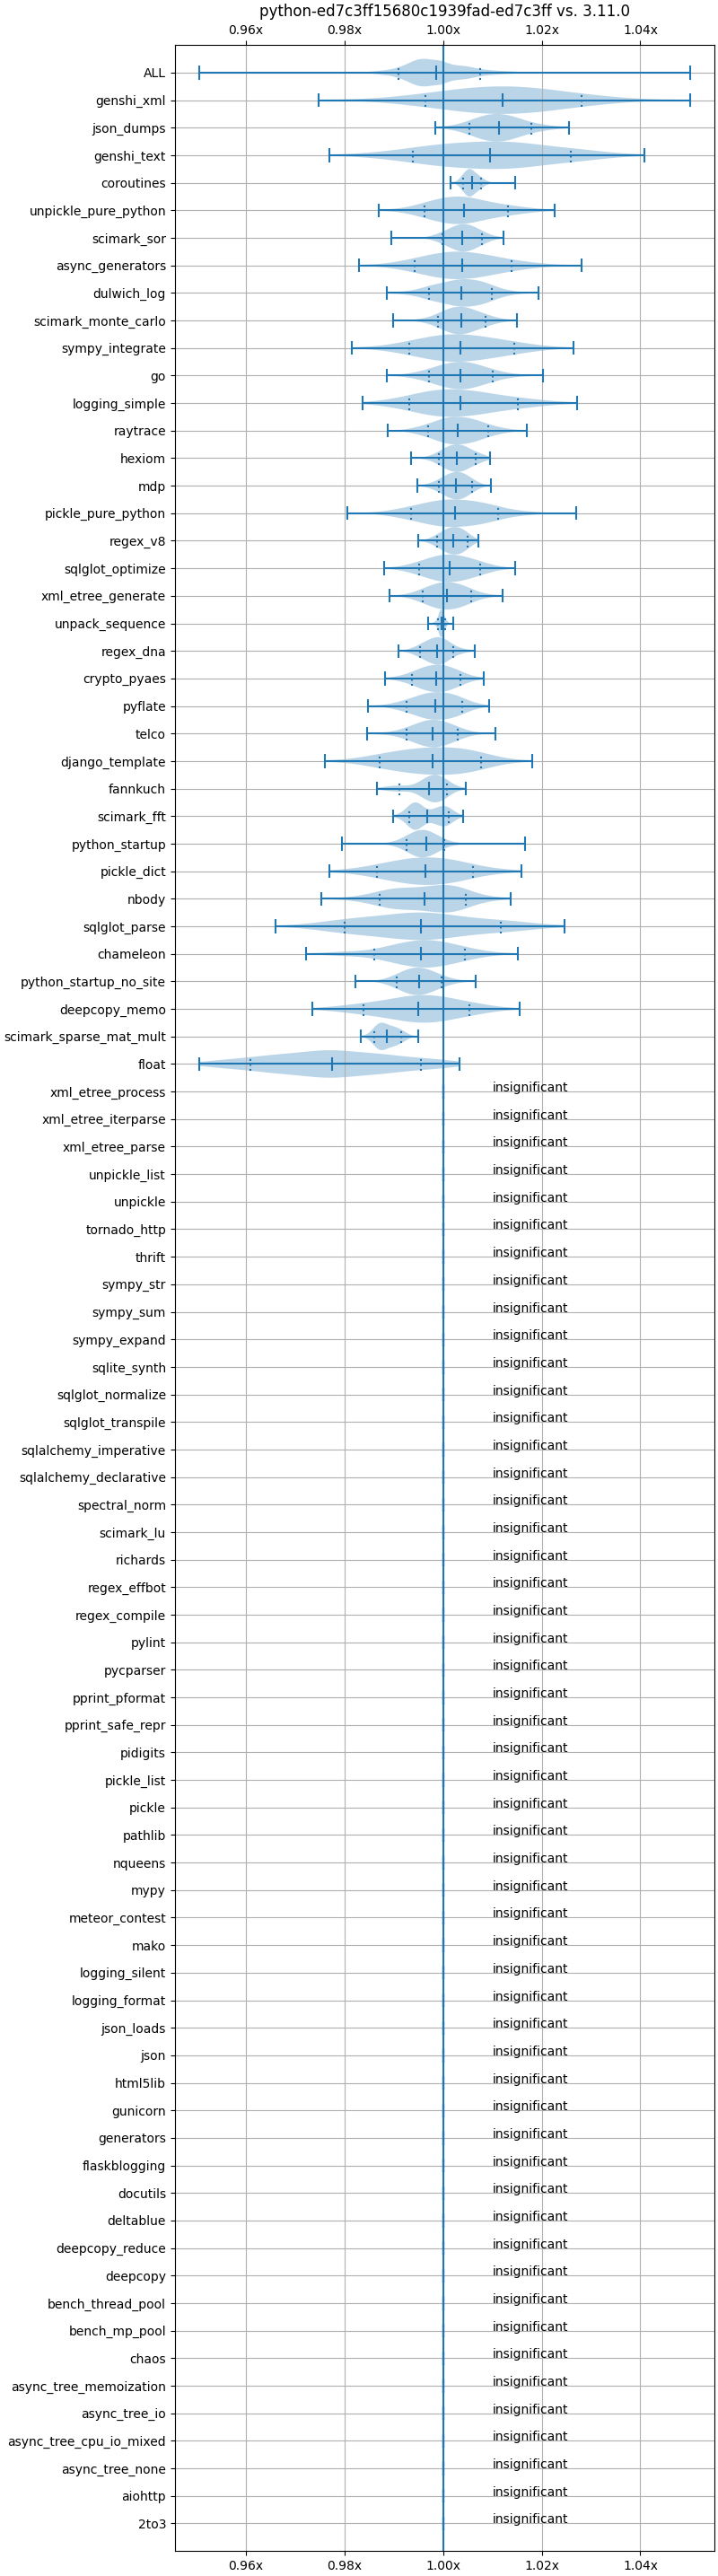 python-ed7c3ff15680c1939fad-ed7c3ff vs. 3.11.0
0.96x 0.98x 1.00x 1.02x 1.04x
ALL
genshi_xml
json_dumps
genshi_text
coroutines
unpickle_pure_python
scimark_sor
async_generators
dulwich_log
scimark_monte_carlo
sympy_integrate
go
logging_simple
raytrace
hexiom
mdp
pickle_pure_python
regex_v8
sqlglot_optimize
xml_etree_generate
unpack_sequence
regex_dna
crypto_pyaes
pyflate
telco
django_template
fannkuch
scimark_fft
python_startup
pickle_dict
nbody
sqlglot_parse
chameleon
python_startup_no_site
deepcopy_memo
scimark_sparse_mat_mult
float
xml_etree_process insignificant
xml_etree_iterparse insignificant
xml_etree_parse insignificant
unpickle_list insignificant
unpickle insignificant
tornado_http insignificant
thrift insignificant
sympy_str insignificant
sympy_sum insignificant
sympy_expand insignificant
sqlite_synth insignificant
sqlglot_normalize insignificant
sqlglot_transpile insignificant
sqlalchemy_imperative insignificant
sqlalchemy_declarative insignificant
spectral_norm insignificant
scimark_lu insignificant
richards insignificant
regex_effbot insignificant
regex_compile insignificant
pylint insignificant
pycparser insignificant
pprint_pformat insignificant
pprint_safe_repr insignificant
pidigits insignificant
pickle_list insignificant
pickle insignificant
pathlib insignificant
nqueens insignificant
mypy insignificant
meteor_contest insignificant
mako insignificant
logging_silent insignificant
logging_format insignificant
json_loads insignificant
json insignificant
html5lib insignificant
gunicorn insignificant
generators insignificant
flaskblogging insignificant
docutils insignificant
deltablue insignificant
deepcopy_reduce insignificant
deepcopy insignificant
bench_thread_pool insignificant
bench_mp_pool insignificant
chaos insignificant
async_tree_memoization insignificant
async_tree_io insignificant
async_tree_cpu_io_mixed insignificant
async_tree_none insignificant
aiohttp insignificant
2to3 insignificant
0.96x 0.98x 1.00x 1.02x 1.04x